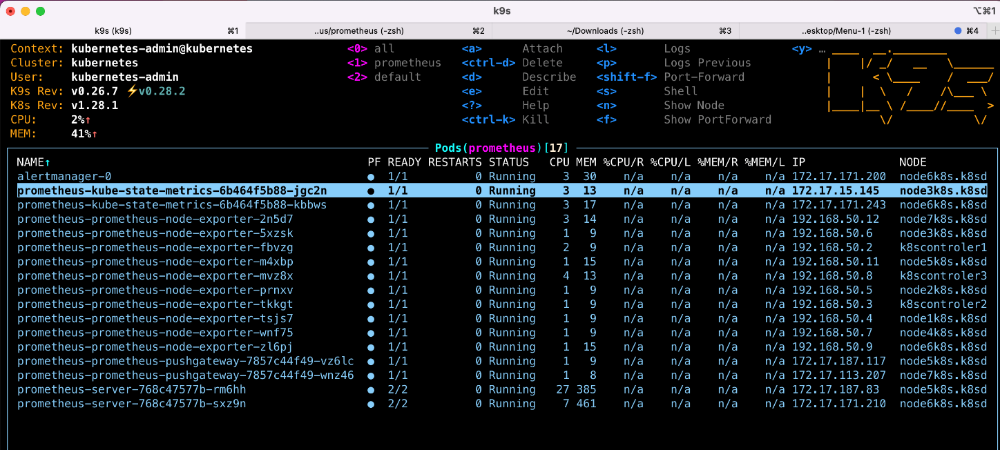 k9s
⌥⌘1
k9s (k9s) ⌘1 ..us/prometheus (-zsh) ⌘2 ~/Downloads (-zsh) ⌘3 ..esktop/Menu-1 (-zsh) ⌘4
Context: kubernetes-admin@kubernetes <0> all <a> Attach <l> Logs <y> …
Cluster: kubernetes <1> prometheus <ctrl-d> Delete <p> Logs Previous
User: kubernetes-admin <2> default <d> Describe <shift-f> Port-Forward
K9s Rev: v0.26.7 ⚡v0.28.2 <e> Edit <s> Shell
K8s Rev: v1.28.1 <?> Help <n> Show Node
CPU: 2%↑ <ctrl-k> Kill <f> Show PortForward
MEM: 41%↑
Pods(prometheus)[17]
NAME↑ PF READY RESTARTS STATUS CPU MEM %CPU/R %CPU/L %MEM/R %MEM/L IP NODE
alertmanager-0 ● 1/1 0 Running 3 30 n/a n/a n/a n/a 172.17.171.200 node6k8s.k8sd
prometheus-kube-state-metrics-6b464f5b88-jgc2n ● 1/1 0 Running 3 13 n/a n/a n/a n/a 172.17.15.145 node3k8s.k8sd
prometheus-kube-state-metrics-6b464f5b88-kbbws ● 1/1 0 Running 3 17 n/a n/a n/a n/a 172.17.171.243 node6k8s.k8sd
prometheus-prometheus-node-exporter-2n5d7 ● 1/1 0 Running 3 14 n/a n/a n/a n/a 192.168.50.12 node7k8s.k8sd
prometheus-prometheus-node-exporter-5xzsk ● 1/1 0 Running 1 9 n/a n/a n/a n/a 192.168.50.6 node3k8s.k8sd
prometheus-prometheus-node-exporter-fbvzg ● 1/1 0 Running 2 9 n/a n/a n/a n/a 192.168.50.2 k8scontroler1
prometheus-prometheus-node-exporter-m4xbp ● 1/1 0 Running 1 15 n/a n/a n/a n/a 192.168.50.11 node5k8s.k8sd
prometheus-prometheus-node-exporter-mvz8x ● 1/1 0 Running 4 13 n/a n/a n/a n/a 192.168.50.8 k8scontroler3
prometheus-prometheus-node-exporter-prnxv ● 1/1 0 Running 1 9 n/a n/a n/a n/a 192.168.50.5 node2k8s.k8sd
prometheus-prometheus-node-exporter-tkkgt ● 1/1 0 Running 1 9 n/a n/a n/a n/a 192.168.50.3 k8scontroler2
prometheus-prometheus-node-exporter-tsjs7 ● 1/1 0 Running 1 9 n/a n/a n/a n/a 192.168.50.4 node1k8s.k8sd
prometheus-prometheus-node-exporter-wnf75 ● 1/1 0 Running 1 9 n/a n/a n/a n/a 192.168.50.7 node4k8s.k8sd
prometheus-prometheus-node-exporter-zl6pj ● 1/1 0 Running 1 15 n/a n/a n/a n/a 192.168.50.9 node6k8s.k8sd
prometheus-prometheus-pushgateway-7857c44f49-vz6lc ● 1/1 0 Running 1 9 n/a n/a n/a n/a 172.17.187.117 node5k8s.k8sd
prometheus-prometheus-pushgateway-7857c44f49-wnz46 ● 1/1 0 Running 1 8 n/a n/a n/a n/a 172.17.113.207 node7k8s.k8sd
prometheus-server-768c47577b-rm6hh ● 2/2 0 Running 27 385 n/a n/a n/a n/a 172.17.187.83 node5k8s.k8sd
prometheus-server-768c47577b-sxz9n ● 2/2 0 Running 7 461 n/a n/a n/a n/a 172.17.171.210 node6k8s.k8sd